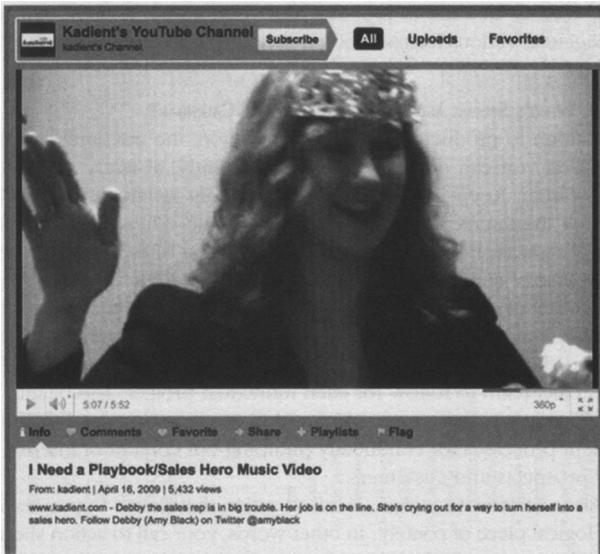 Kadient's YouTube Channel
kadient's Channel
Subscribe
All
Uploads
Favorites
5:07 / 5:52
360p
Info
Comments
Favorite
Share
Playlists
Flag
I Need a Playbook/Sales Hero Music Video
From: kadient | April 16, 2009 | 5,432 views
www.kadient.com - Debby the sales rep is in big trouble. Her job is on the line. She's crying out for a way to turn herself into a
sales hero. Follow Debby (Amy Black) on Twitter @amyblack